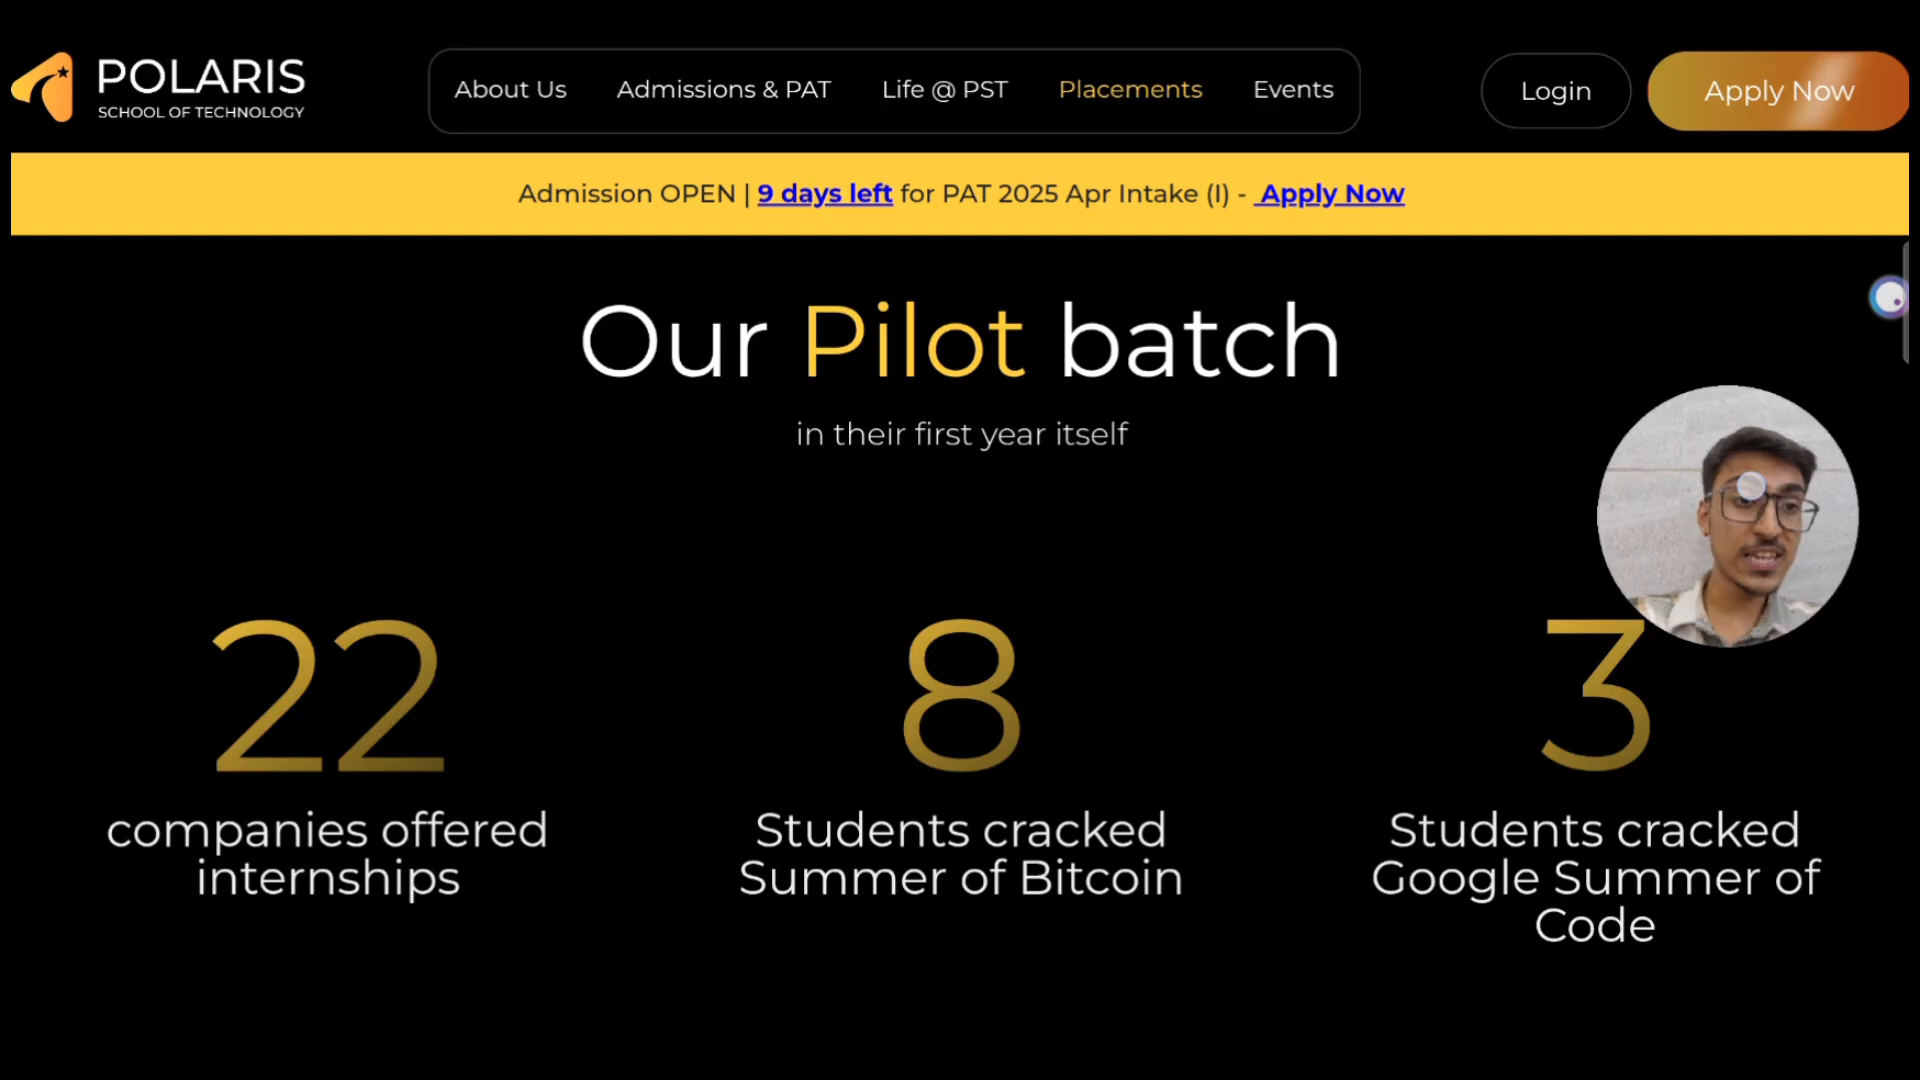 POLARIS
SCHOOL OF TECHNOLOGY
About Us
Admissions & PAT
Life @ PST
Placements
Events
Login
Apply Now
Admission OPEN | 9 days left for PAT 2025 Apr Intake (I) - Apply Now
Our Pilot batch
in their first year itself
22
companies offered
internships
8
Students cracked
Summer of Bitcoin
3
Students cracked
Google Summer of
Code